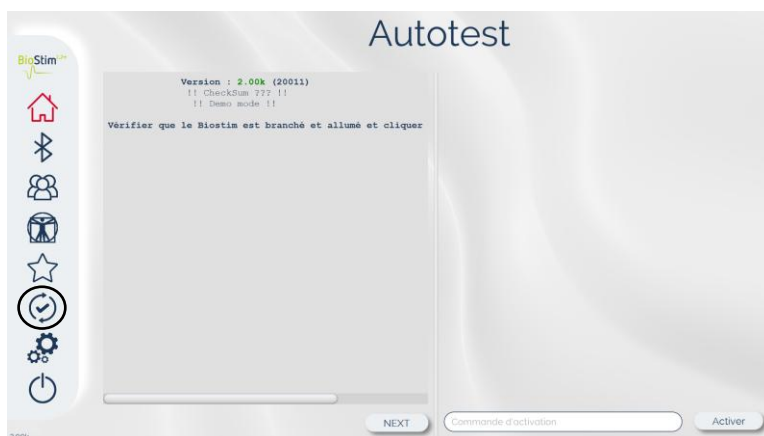 Autotest
BioStim
Version : 2.00k (20011)
!! CheckSum ??? !!
!! Demo mode !!
Vérifier que le Biostim est branché et allumé et cliquer
NEXT
Commande d'activation
Activer